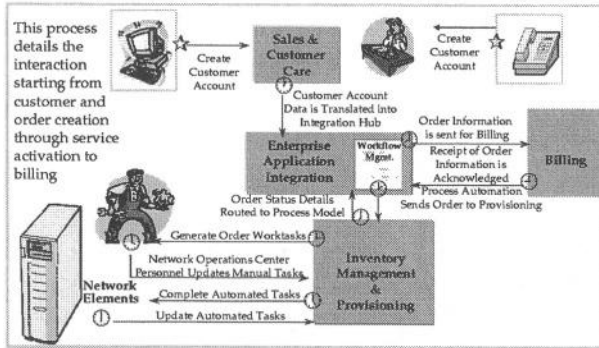 This process
details the
interaction
starting from
customer and
order creation
through service
activation to
billing
Create
Customer
Account
Sales &
Customer
Care
Create
Customer
Account
Customer Account
Data is Translated into
Integration Hub
Enterprise
Application
Integration
Workflow
Mgmt.
Order Information
is sent for Billing
Receipt of Order
Information is
Acknowledged
Billing
Process Automation
Sends Order to Provisioning
Order Status Details
Routed to Process Model
Generate Order Worktasks
Network Operations Center
Personnel Updates Manual Tasks
Inventory
Management
&
Provisioning
Network
Elements
Complete Automated Tasks
Update Automated Tasks